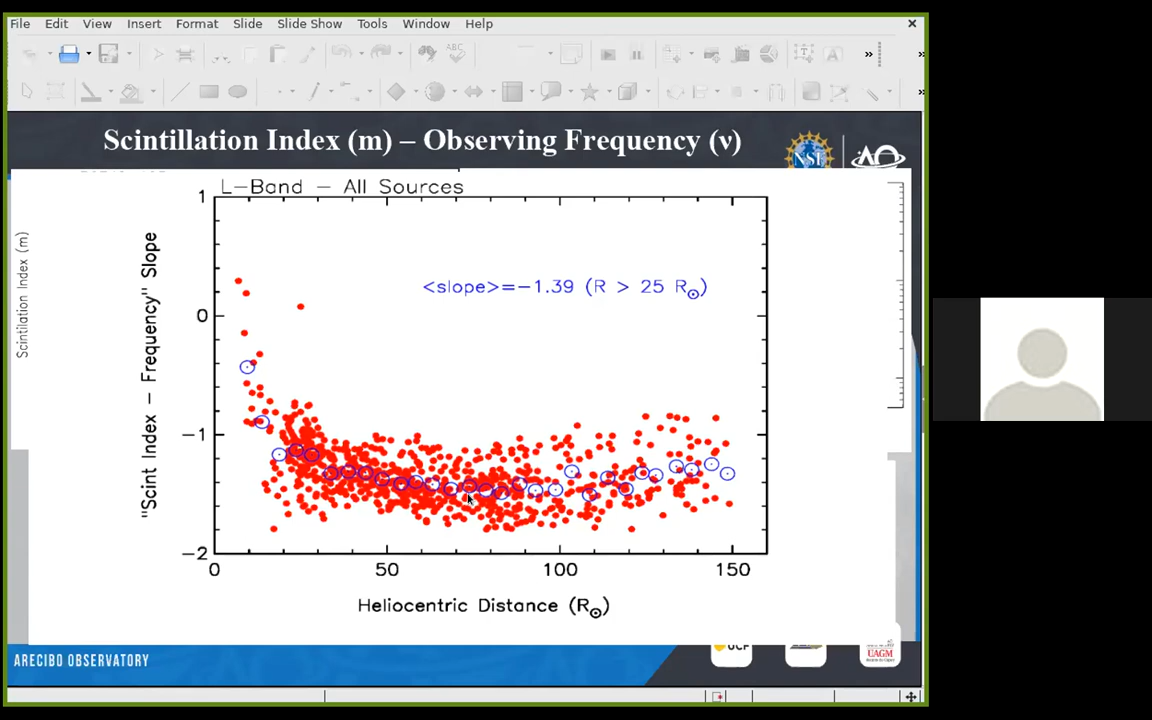 File Edit View Insert Format Slide Slide Show Tools Window Help
Scintillation Index (m) – Observing Frequency (ν)
NSF
L-Band - All Sources
Scintillation Index (m)
"Scint Index - Frequency" Slope
1
0
-1
-2
<slope>=-1.39 (R > 25 R⊙)
0 50 100 150
Heliocentric Distance (R⊙)
ARECIBO OBSERVATORY
UCF
UAGM